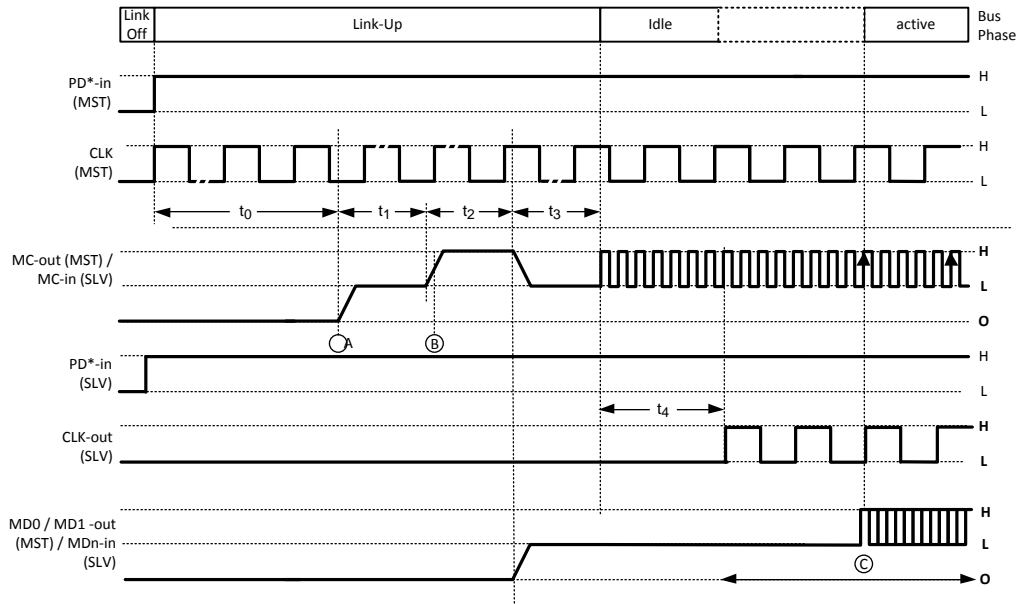 Link Off Link-Up Idle active Bus Phase
PD*-in (MST) H L
CLK (MST) H L
t0 t1 t2 t3
MC-out (MST) / MC-in (SLV) H L O
A B
PD*-in (SLV) H L
t4
CLK-out (SLV) H L
MD0 / MD1 -out (MST) / MDn-in (SLV) H L O
C